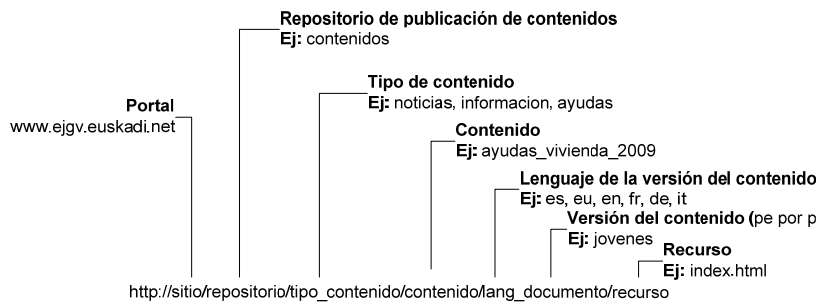 Repositorio de publicación de contenidos
Ej: contenidos
Tipo de contenido
Ej: noticias, informacion, ayudas
Portal
www.ejgv.euskadi.net
Contenido
Ej: ayudas_vivienda_2009
Lenguaje de la versión del contenido
Ej: es, eu, en, fr, de, it
Versión del contenido (pe por p
Ej: jovenes
Recurso
Ej: index.html
http://sitio/repositorio/tipo_contenido/contenido/lang_documento/recurso